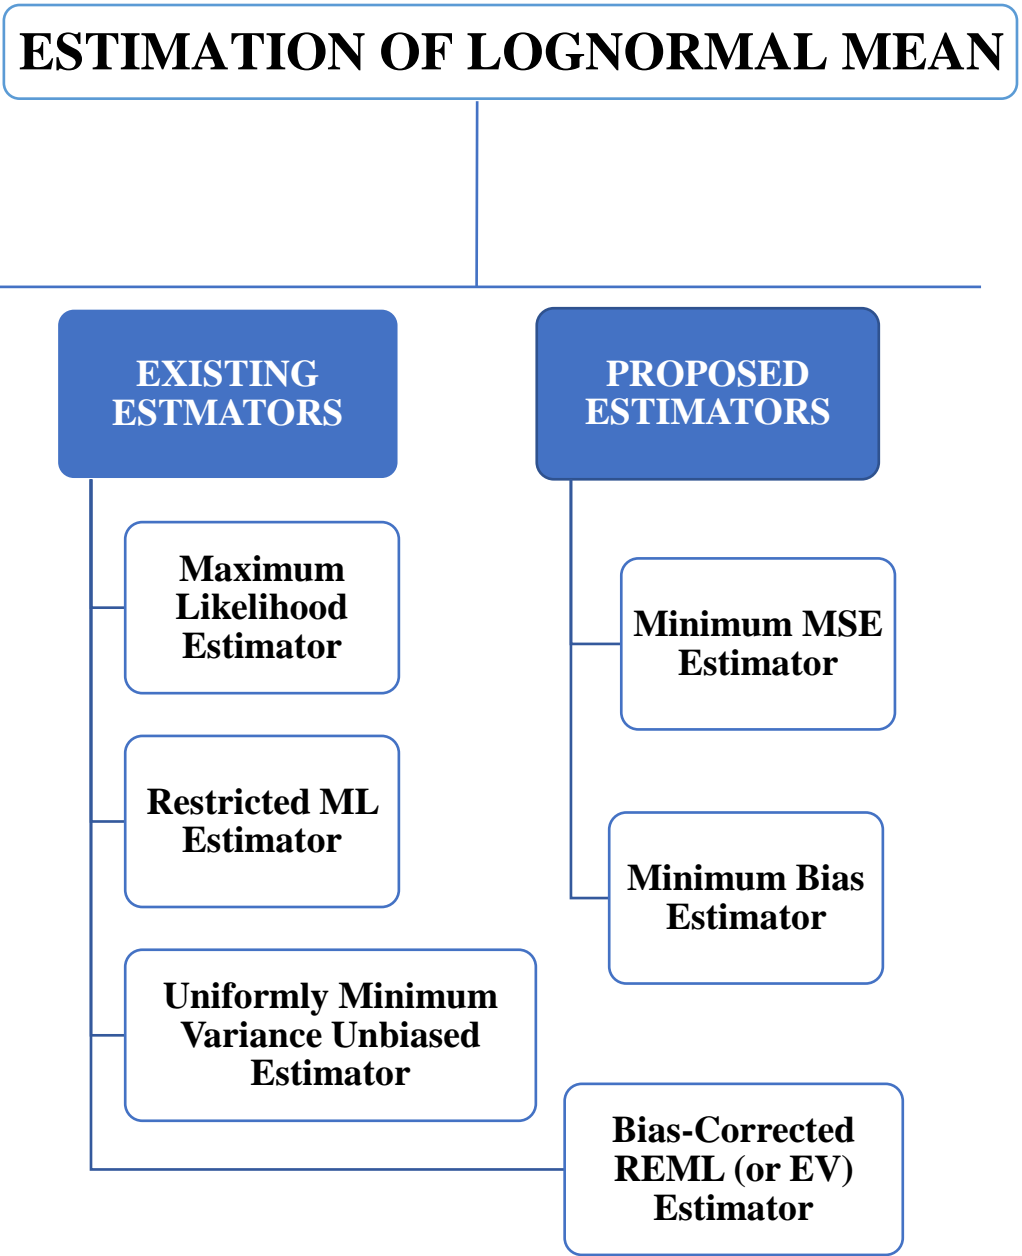 ESTIMATION OF LOGNORMAL MEAN
EXISTING
ESTMATORS
Maximum
Likelihood
Estimator
Restricted ML
Estimator
Uniformly Minimum
Variance Unbiased
Estimator
Bias-Corrected
REML (or EV)
Estimator
PROPOSED
ESTIMATORS
Minimum MSE
Estimator
Minimum Bias
Estimator